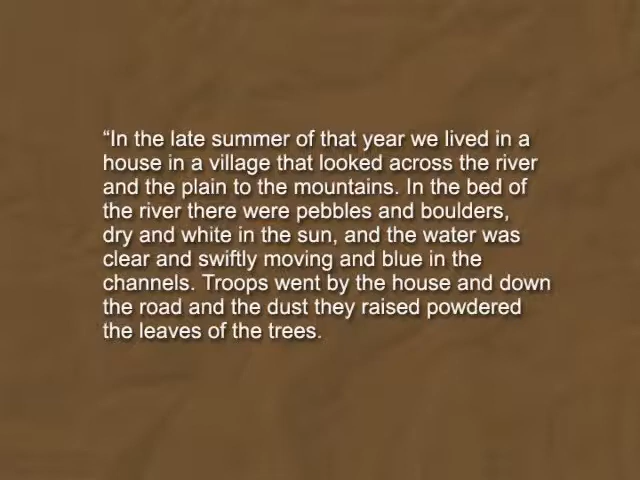 “In the late summer of that year we lived in a
house in a village that looked across the river
and the plain to the mountains. In the bed of
the river there were pebbles and boulders,
dry and white in the sun, and the water was
clear and swiftly moving and blue in the
channels. Troops went by the house and down
the road and the dust they raised powdered
the leaves of the trees.